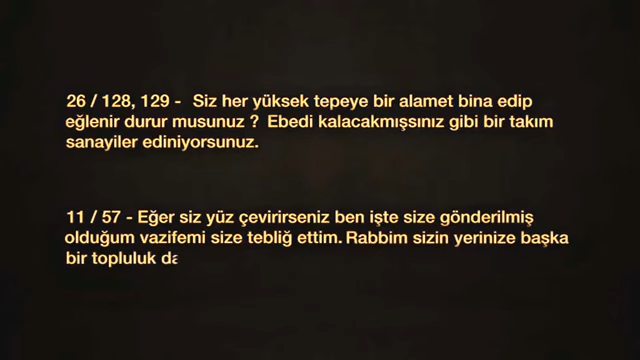 26 / 128, 129 - Siz her yüksek tepeye bir alamet bina edip
eğlenir durur musunuz ? Ebedi kalacakmışsınız gibi bir takım
sanayiler ediniyorsunuz.
11 / 57 - Eğer siz yüz çevirirseniz ben işte size gönderilmiş
olduğum vazifemi size tebliğ ettim. Rabbim sizin yerinize başka
bir topluluk da